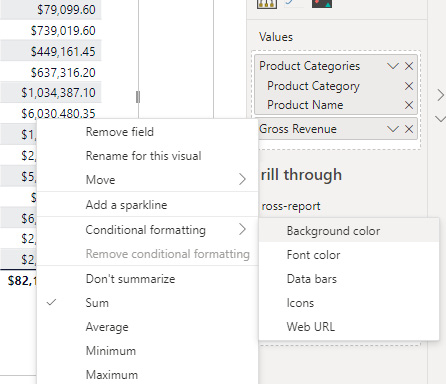 $79,099.60
$739,019.60
$449,161.45
$637,316.20
$1,034,387.10
$6,030,480.35
$1,
$2,
$5,
$
$6,
$2,
$2,
$82,1
Values
Product Categories
Product Category
Product Name
Gross Revenue
rill through
ross-report
Remove field
Rename for this visual
Move
Add a sparkline
Conditional formatting
Remove conditional formatting
Don't summarize
Sum
Average
Minimum
Maximum
Background color
Font color
Data bars
Icons
Web URL